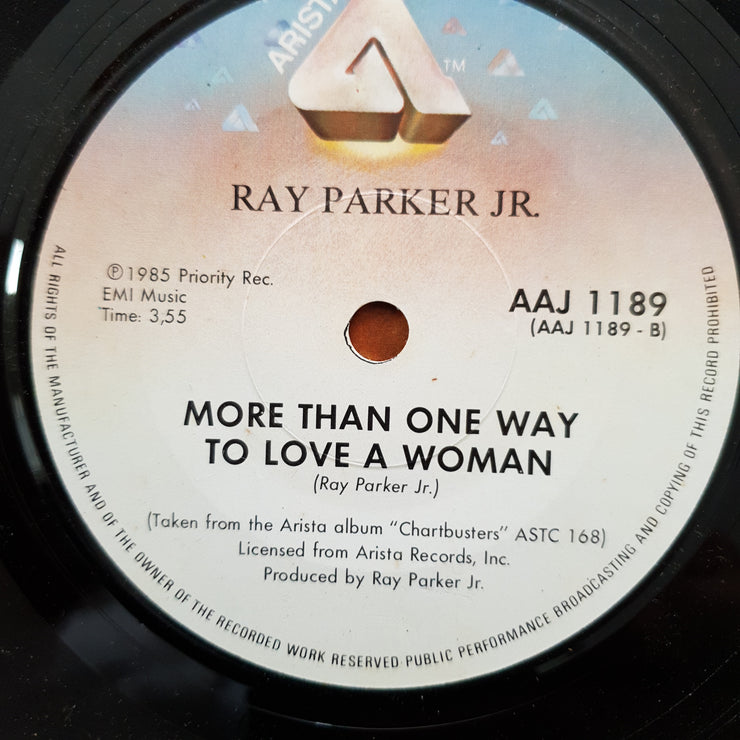 ARISTA
TM
RAY PARKER JR.
℗ 1985 Priority Rec.
EMI Music
Time: 3,55
AAJ 1189
(AAJ 1189 - B)
MORE THAN ONE WAY
TO LOVE A WOMAN
(Ray Parker Jr.)
(Taken from the Arista album "Chartbusters" ASTC 168)
Licensed from Arista Records, Inc.
Produced by Ray Parker Jr.
ALL RIGHTS OF THE MANUFACTURER AND OF THE OWNER OF THE RECORDED WORK RESERVED PUBLIC PERFORMANCE BROADCASTING AND COPYING OF THIS RECORD PROHIBITED